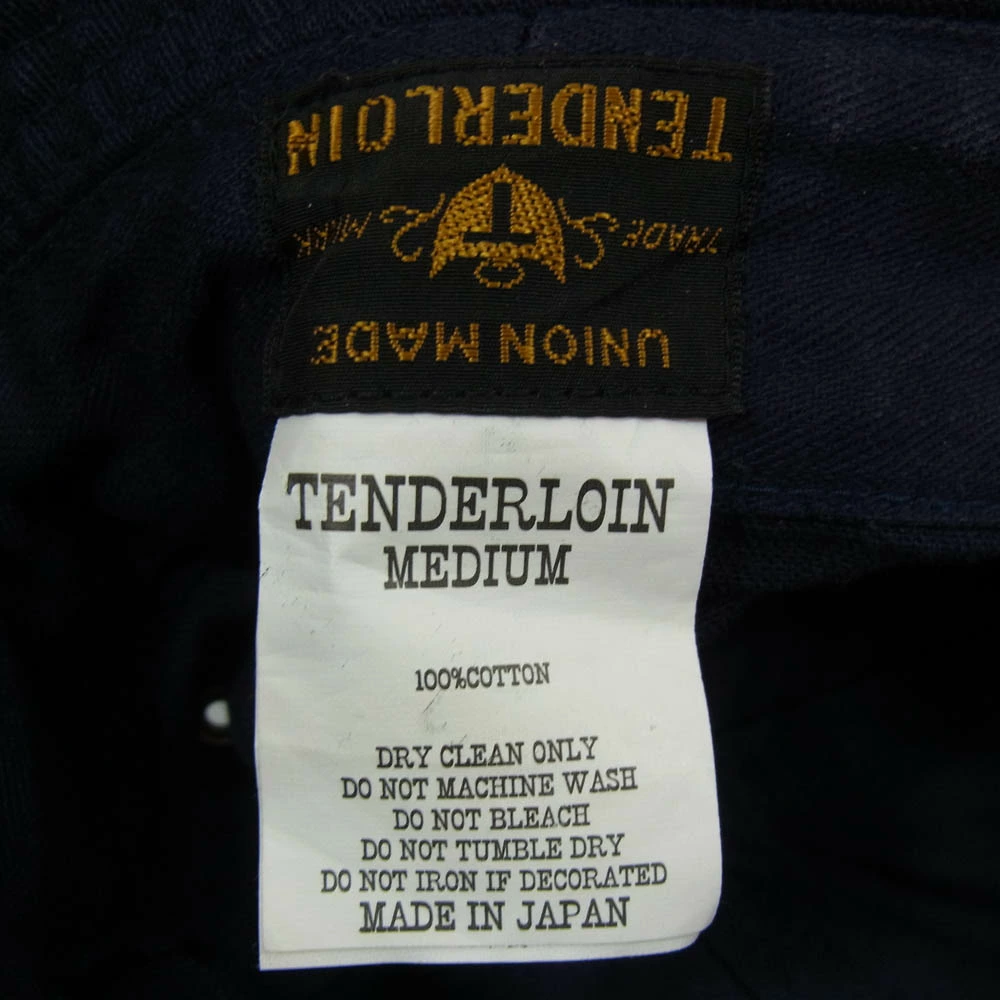 TENDERLOIN
TRADE MARK
T
UNION MADE
TENDERLOIN
MEDIUM
100%COTTON
DRY CLEAN ONLY
DO NOT MACHINE WASH
DO NOT BLEACH
DO NOT TUMBLE DRY
DO NOT IRON IF DECORATED
MADE IN JAPAN